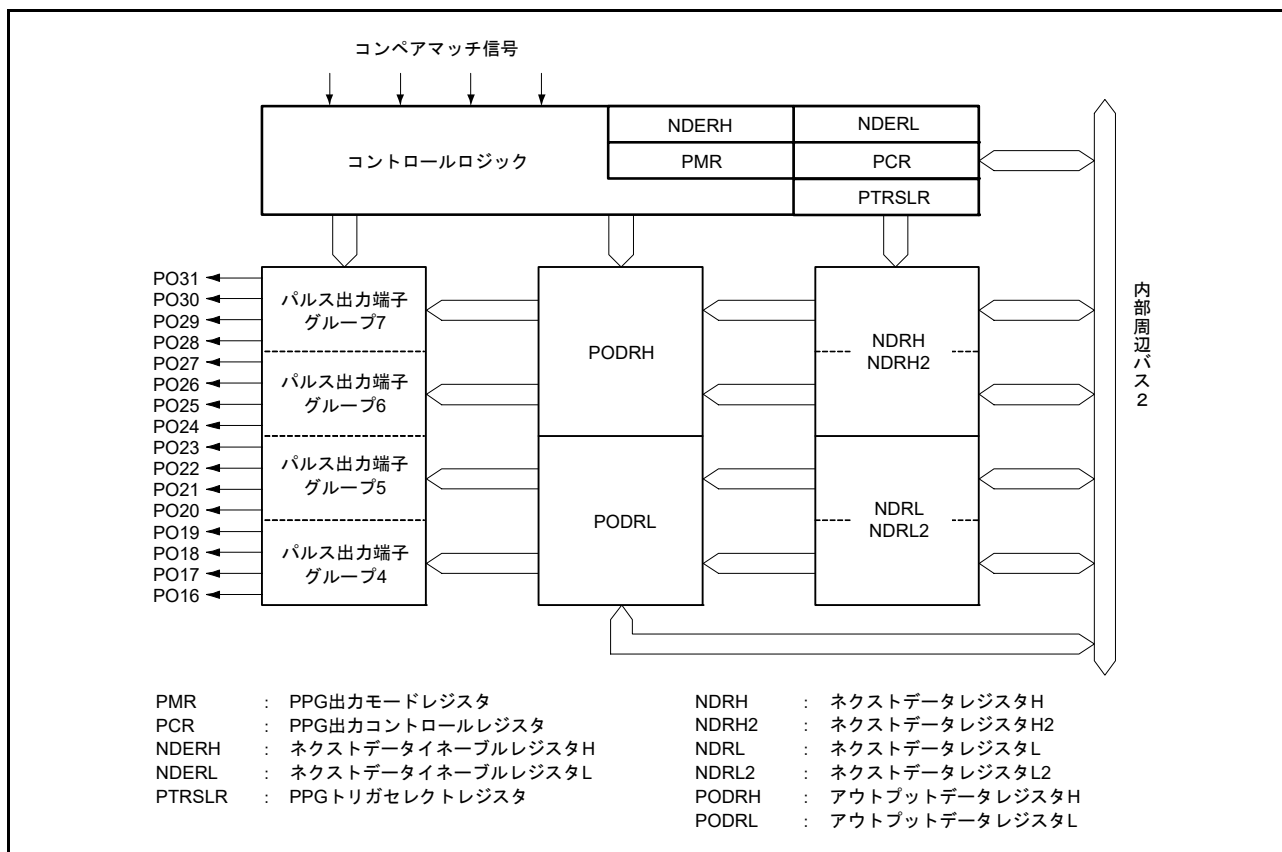 コンペアマッチ信号
コントロールロジック
NDERH
NDERL
PMR
PCR
PTRSLR
PO31
PO30
PO29
PO28
PO27
PO26
PO25
PO24
PO23
PO22
PO21
PO20
PO19
PO18
PO17
PO16
パルス出力端子
グループ7
パルス出力端子
グループ6
パルス出力端子
グループ5
パルス出力端子
グループ4
PODRH
PODRL
NDRH
NDRH2
NDRL
NDRL2
内部周辺バス2
PMR : PPG出力モードレジスタ
PCR : PPG出力コントロールレジスタ
NDERH : ネクストデータイネーブルレジスタH
NDERL : ネクストデータイネーブルレジスタL
PTRSLR : PPGトリガセレクトレジスタ
NDRH : ネクストデータレジスタH
NDRH2 : ネクストデータレジスタH2
NDRL : ネクストデータレジスタL
NDRL2 : ネクストデータレジスタL2
PODRH : アウトプットデータレジスタH
PODRL : アウトプットデータレジスタL